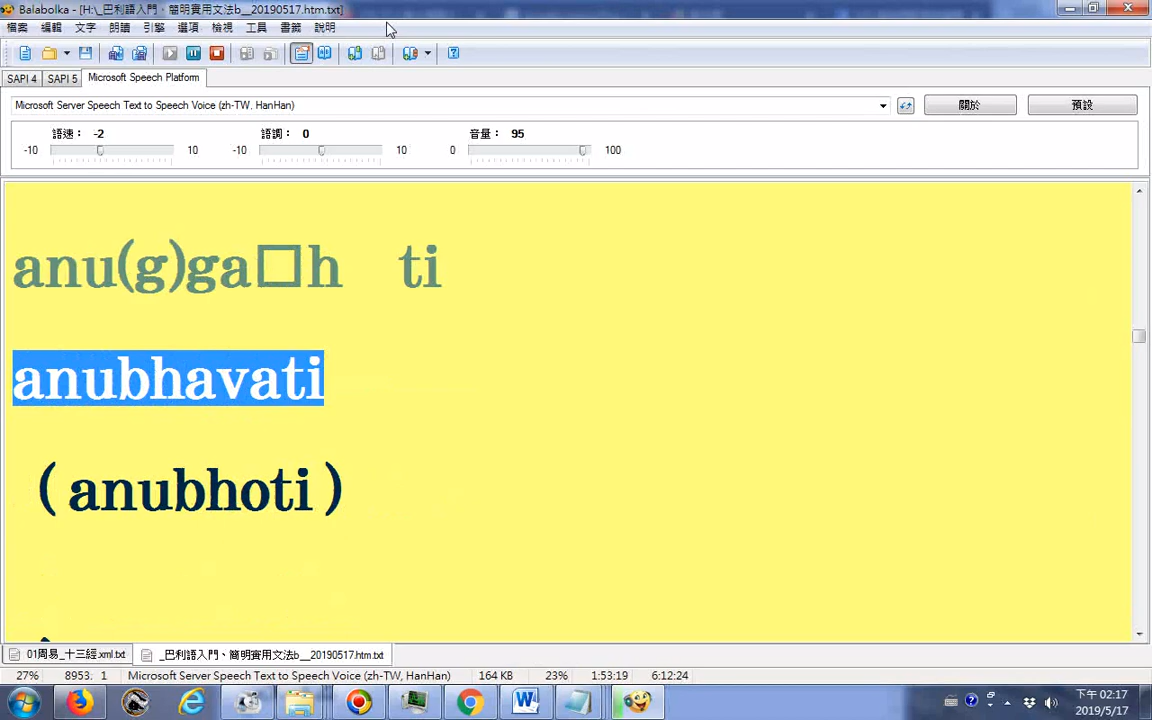 Balabolka - [H:\_巴利語入門、簡明實用文法b__20190517.htm.txt]
檔案 編輯 文字 朗讀 引擎 選項 檢視 工具 書籤 說明
SAPI 4 SAPI 5 Microsoft Speech Platform
Microsoft Server Speech Text to Speech Voice (zh-TW, HanHan) 關於 預設
語速： -2 語調： 0 音量： 95
-10 10 -10 10 0 100
anu(g)ga□h ti
anubhavati
(anubhoti)
01周易_十三經.xml.txt _巴利語入門、簡明實用文法b__20190517.htm.txt
27% 8953. 1 Microsoft Server Speech Text to Speech Voice (zh-TW, HanHan) 164 KB 23% 1:53:19 6:12:24
下午 02:17
2019/5/17